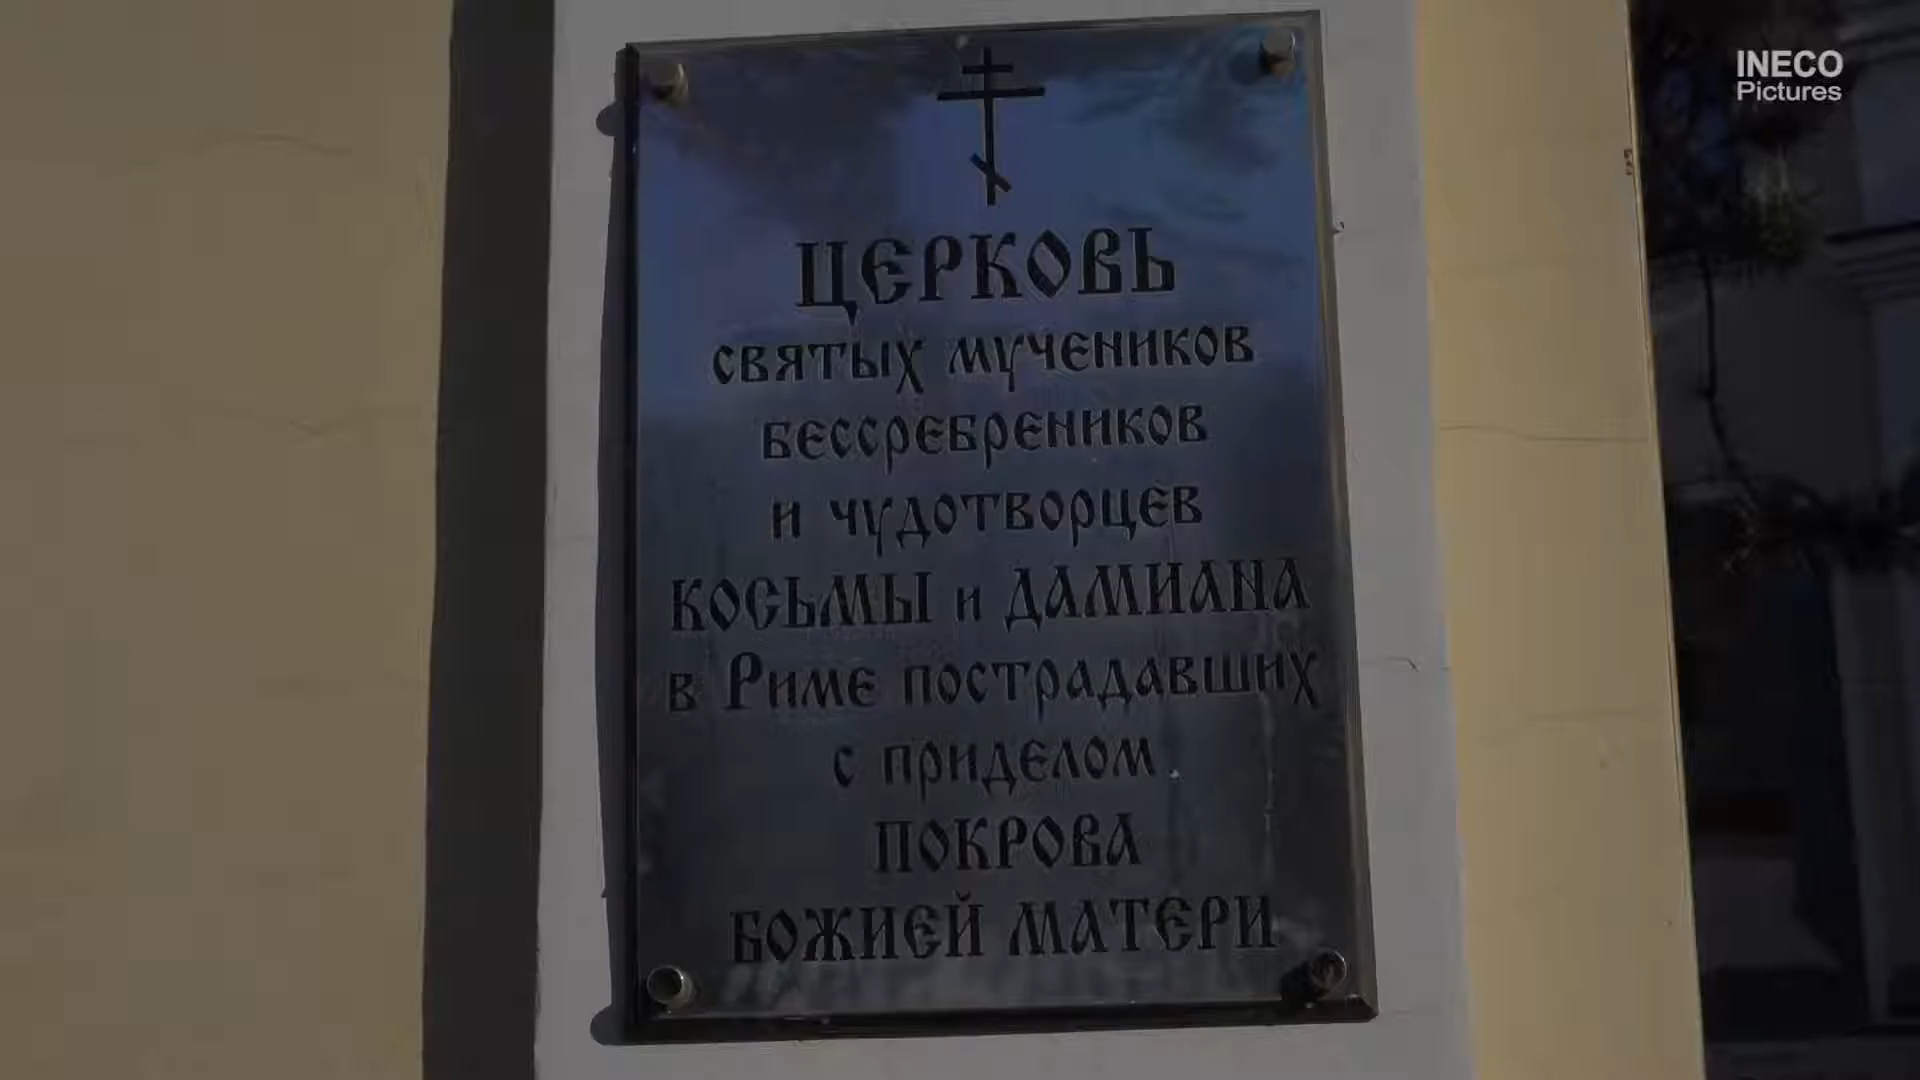 INECO
Pictures
ЦЕРКОВЬ
святых мучеников
бессребреников
и чудотворцев
КОСЬМЫ и ДАМИАНА
в Риме пострадавших
с приделом
ПОКРОВА
БОЖИЕЙ МАТЕРИ